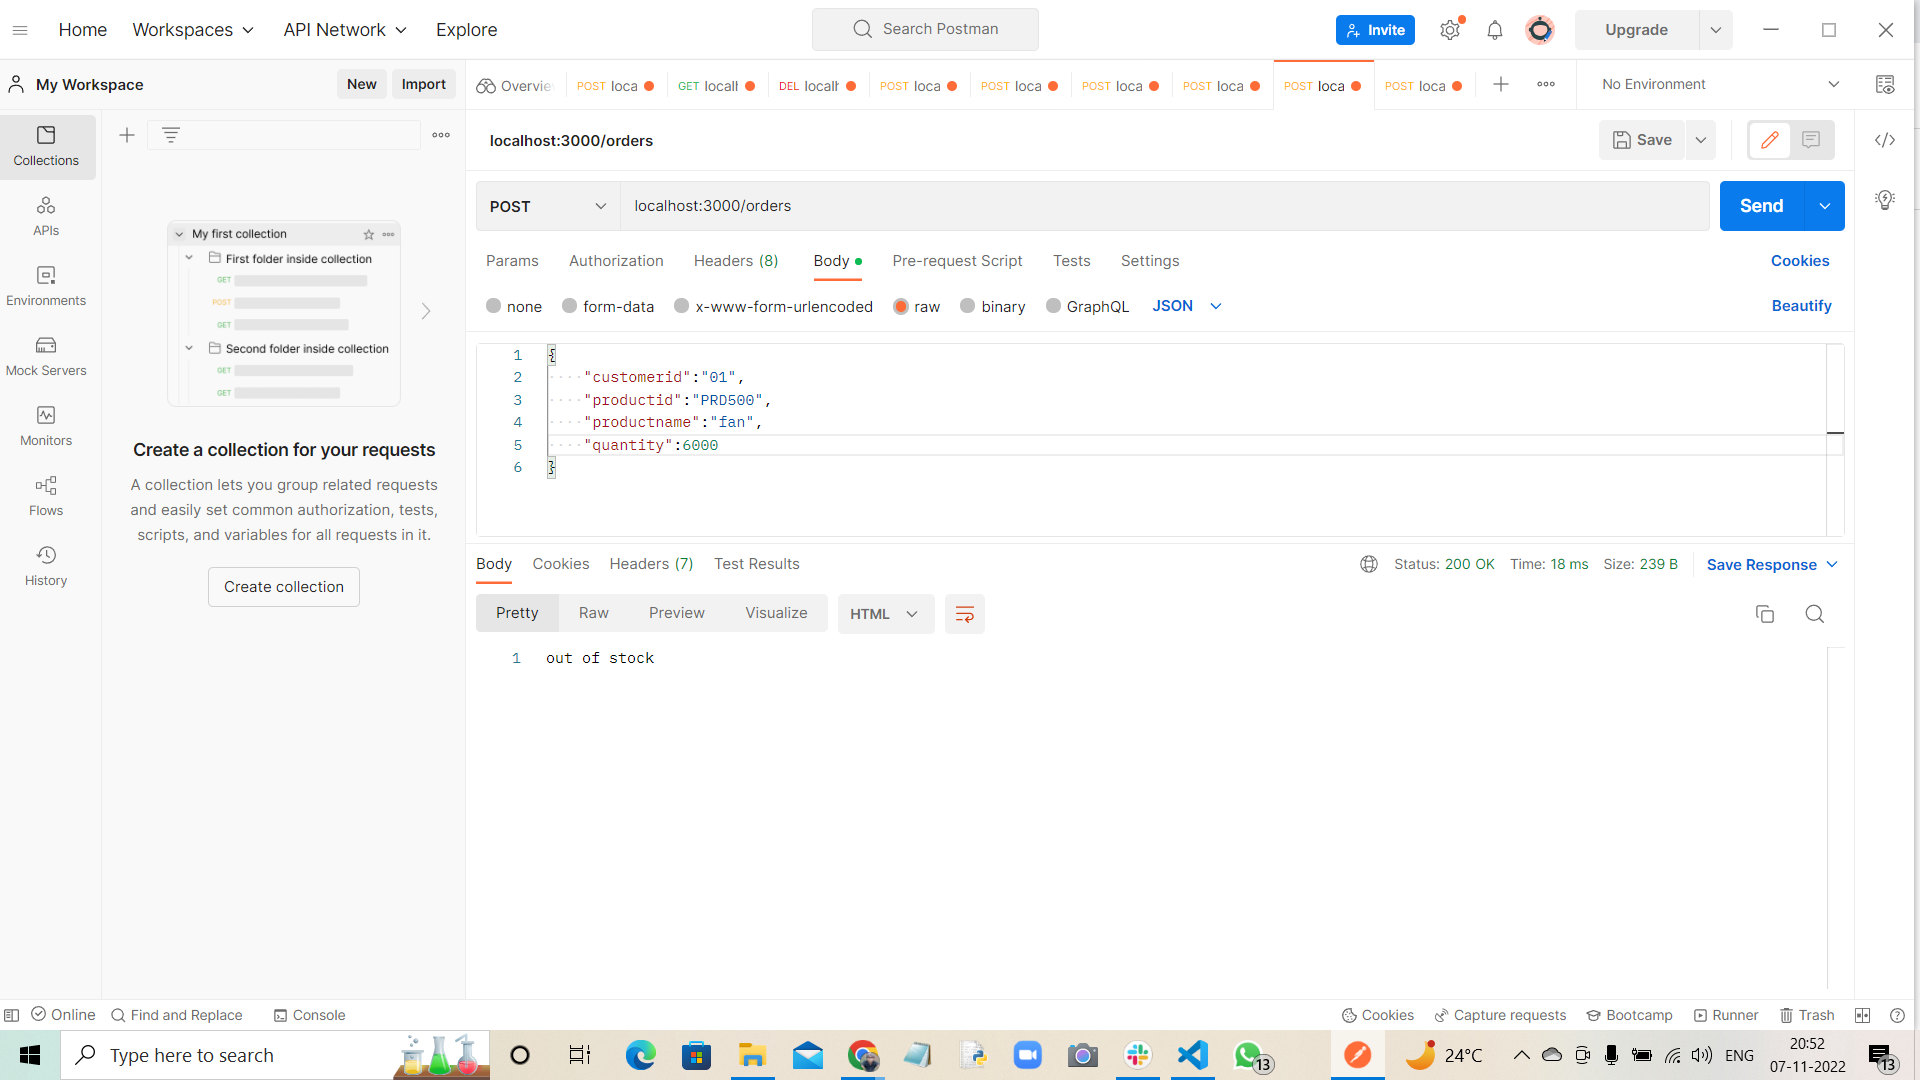 Home Workspaces API Network Explore Search Postman Invite Upgrade
My Workspace New Import Overvie POST loca GET locall DEL localh POST loca POST loca POST loca POST loca POST loca POST loca No Environment
localhost:3000/orders Save
Collections
APIs
Environments
Mock Servers
Monitors
Flows
History
My first collection
First folder inside collection
GET
POST
GET
Second folder inside collection
GET
GET
Create a collection for your requests
A collection lets you group related requests
and easily set common authorization, tests,
scripts, and variables for all requests in it.
Create collection
POST localhost:3000/orders Send
Params Authorization Headers (8) Body Pre-request Script Tests Settings Cookies
none form-data x-www-form-urlencoded raw binary GraphQL JSON Beautify
1 {
2 "customerid":"01",
3 "productid":"PRD500",
4 "productname":"fan",
5 "quantity":6000
6 }
Body Cookies Headers (7) Test Results Status: 200 OK Time: 18 ms Size: 239 B Save Response
Pretty Raw Preview Visualize HTML
1 out of stock
Online Find and Replace Console Cookies Capture requests Bootcamp Runner Trash
Type here to search 13 24°C ENG 20:52
07-11-2022 13